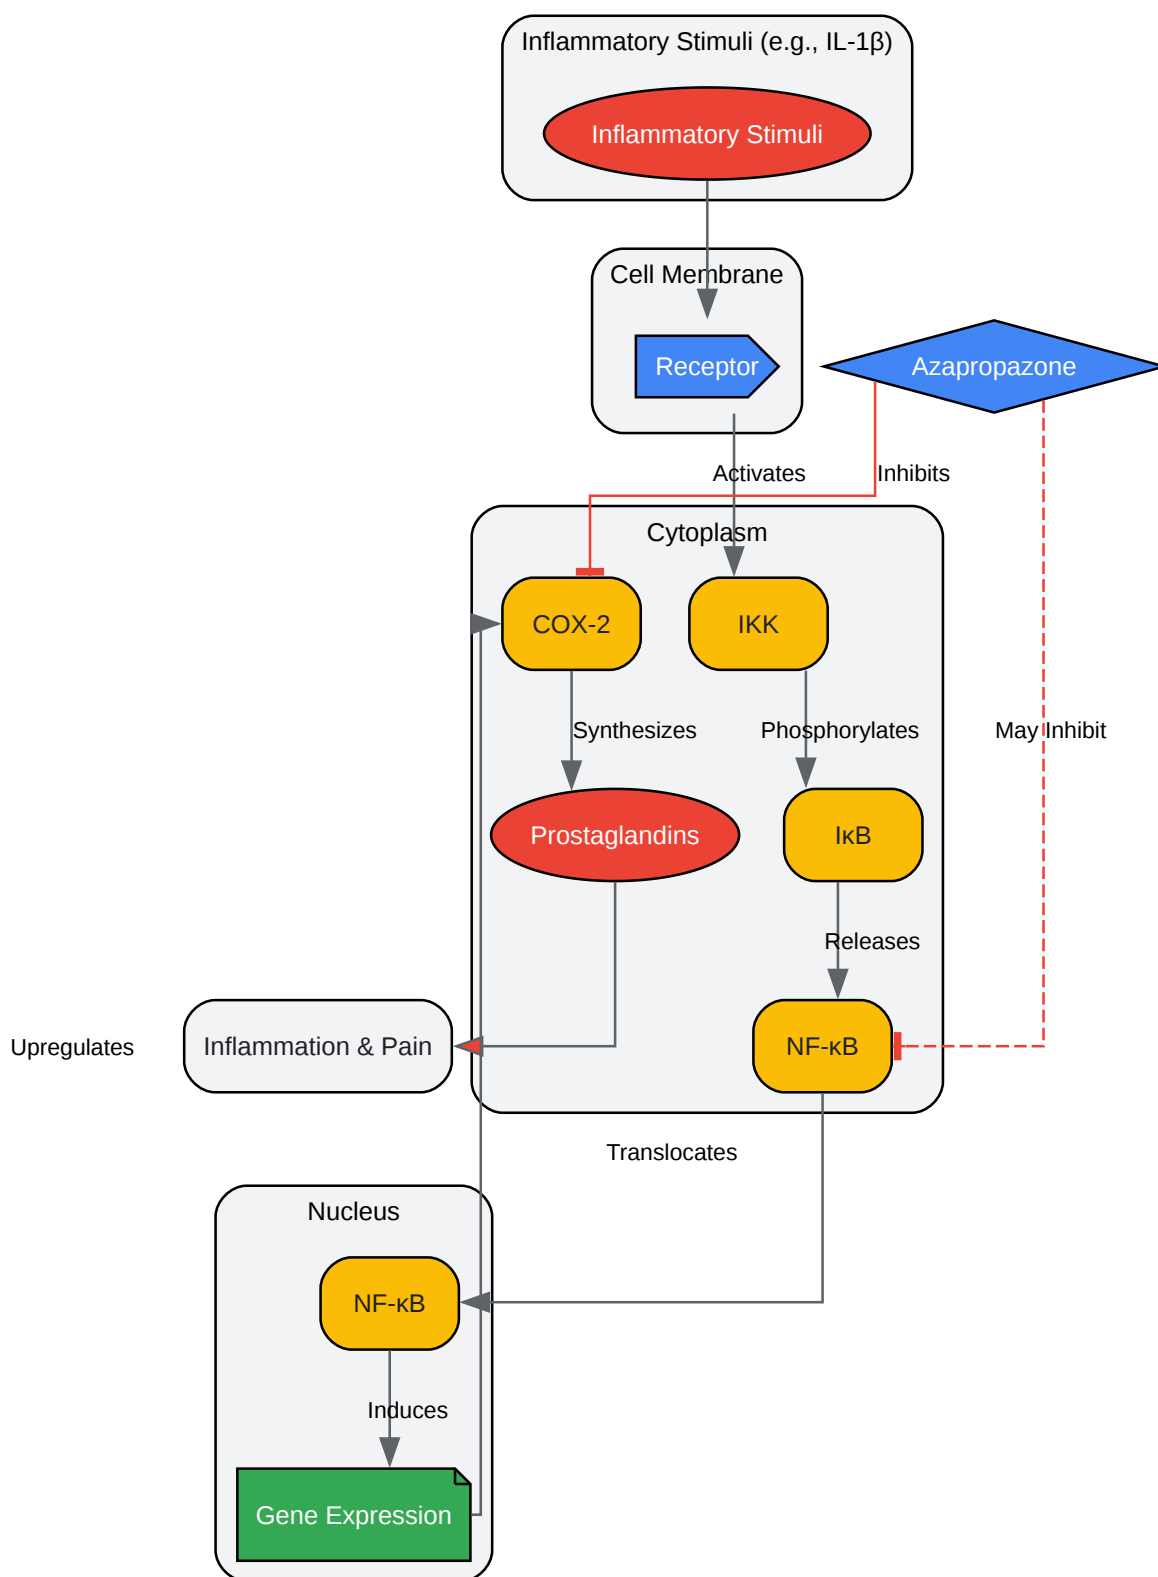 Inflammatory Stimuli (e.g., IL-1β)
Inflammatory Stimuli
Cell Membrane
Receptor
Azapropazone
Activates
Inhibits
Cytoplasm
COX-2
IKK
Synthesizes
Phosphorylates
May Inhibit
Prostaglandins
IκB
Releases
Upregulates
Inflammation & Pain
NF-κB
Translocates
Nucleus
NF-κB
Induces
Gene Expression